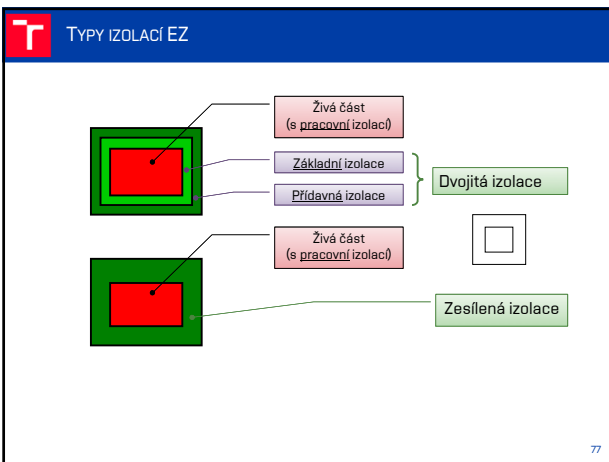 TYPY IZOLACÍ EZ
Živá část
(s pracovní izolací)
Základní izolace
Přídavná izolace
Dvojitá izolace
Živá část
(s pracovní izolací)
Zesílená izolace
77